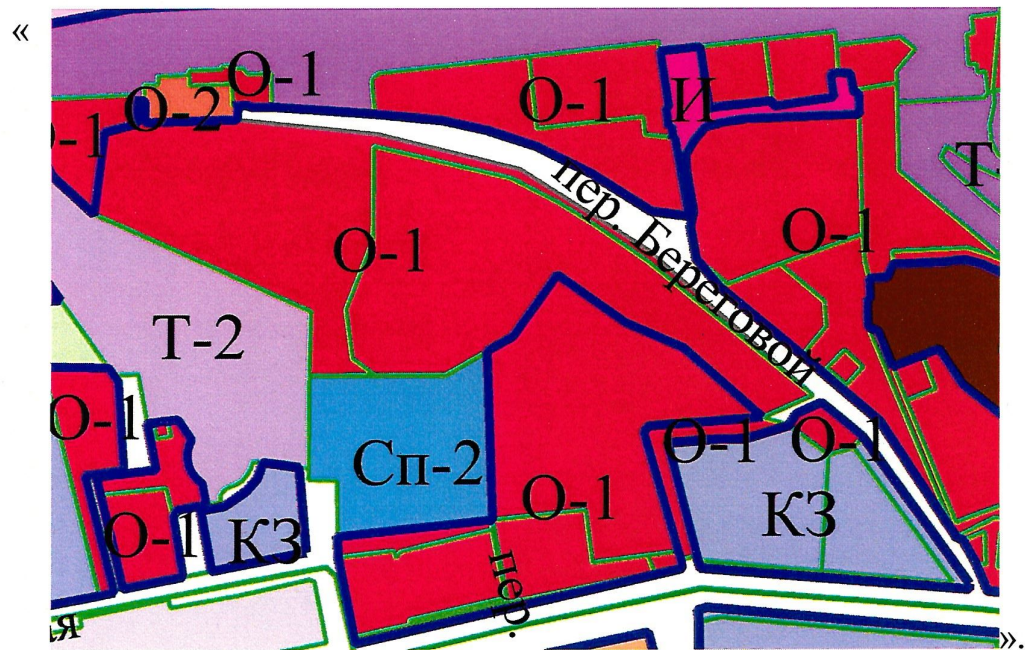 «
О-1
О-2
О-1
О-1
И
О-1
Т-
О-1
О-1
пер. Береговой
Т-2
О-1
О-1
О-1
Сп-2
О-1
КЗ
О-1
КЗ
пер.
ая
».